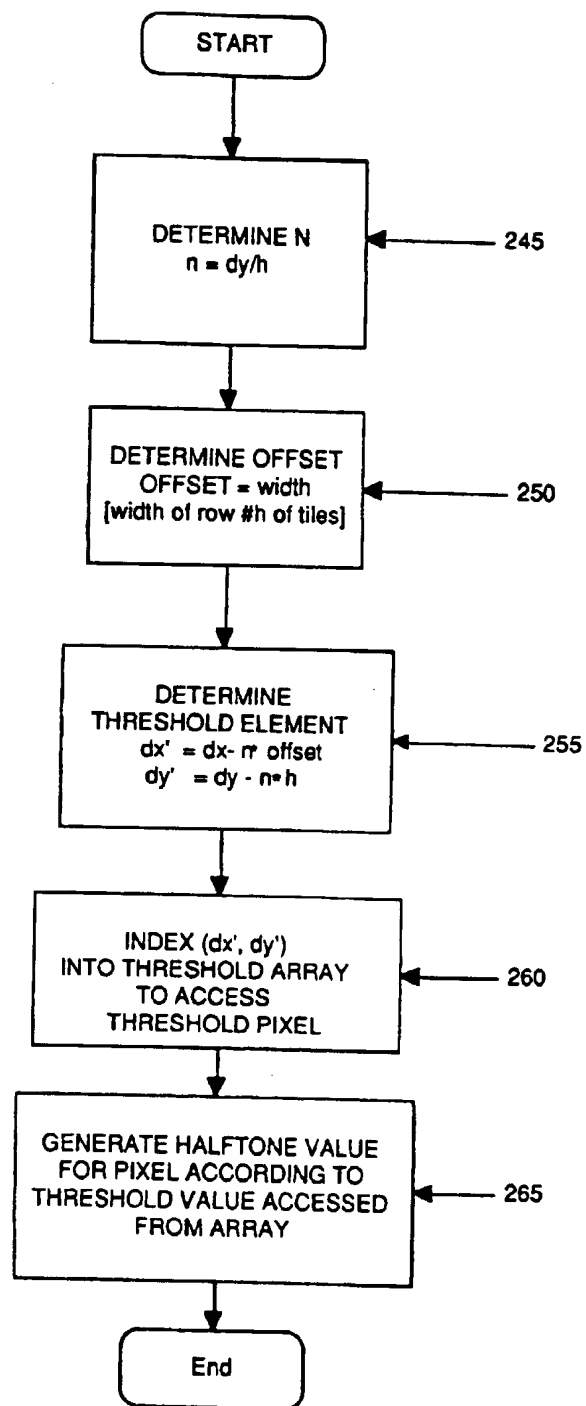 START
DETERMINE N
n = dy/h
245
DETERMINE OFFSET
OFFSET = width
[width of row #h of tiles]
250
DETERMINE
THRESHOLD ELEMENT
dx' = dx- n* offset
dy' = dy - n*h
255
INDEX (dx', dy')
INTO THRESHOLD ARRAY
TO ACCESS
THRESHOLD PIXEL
260
GENERATE HALFTONE VALUE
FOR PIXEL ACCORDING TO
THRESHOLD VALUE ACCESSED
FROM ARRAY
265
End